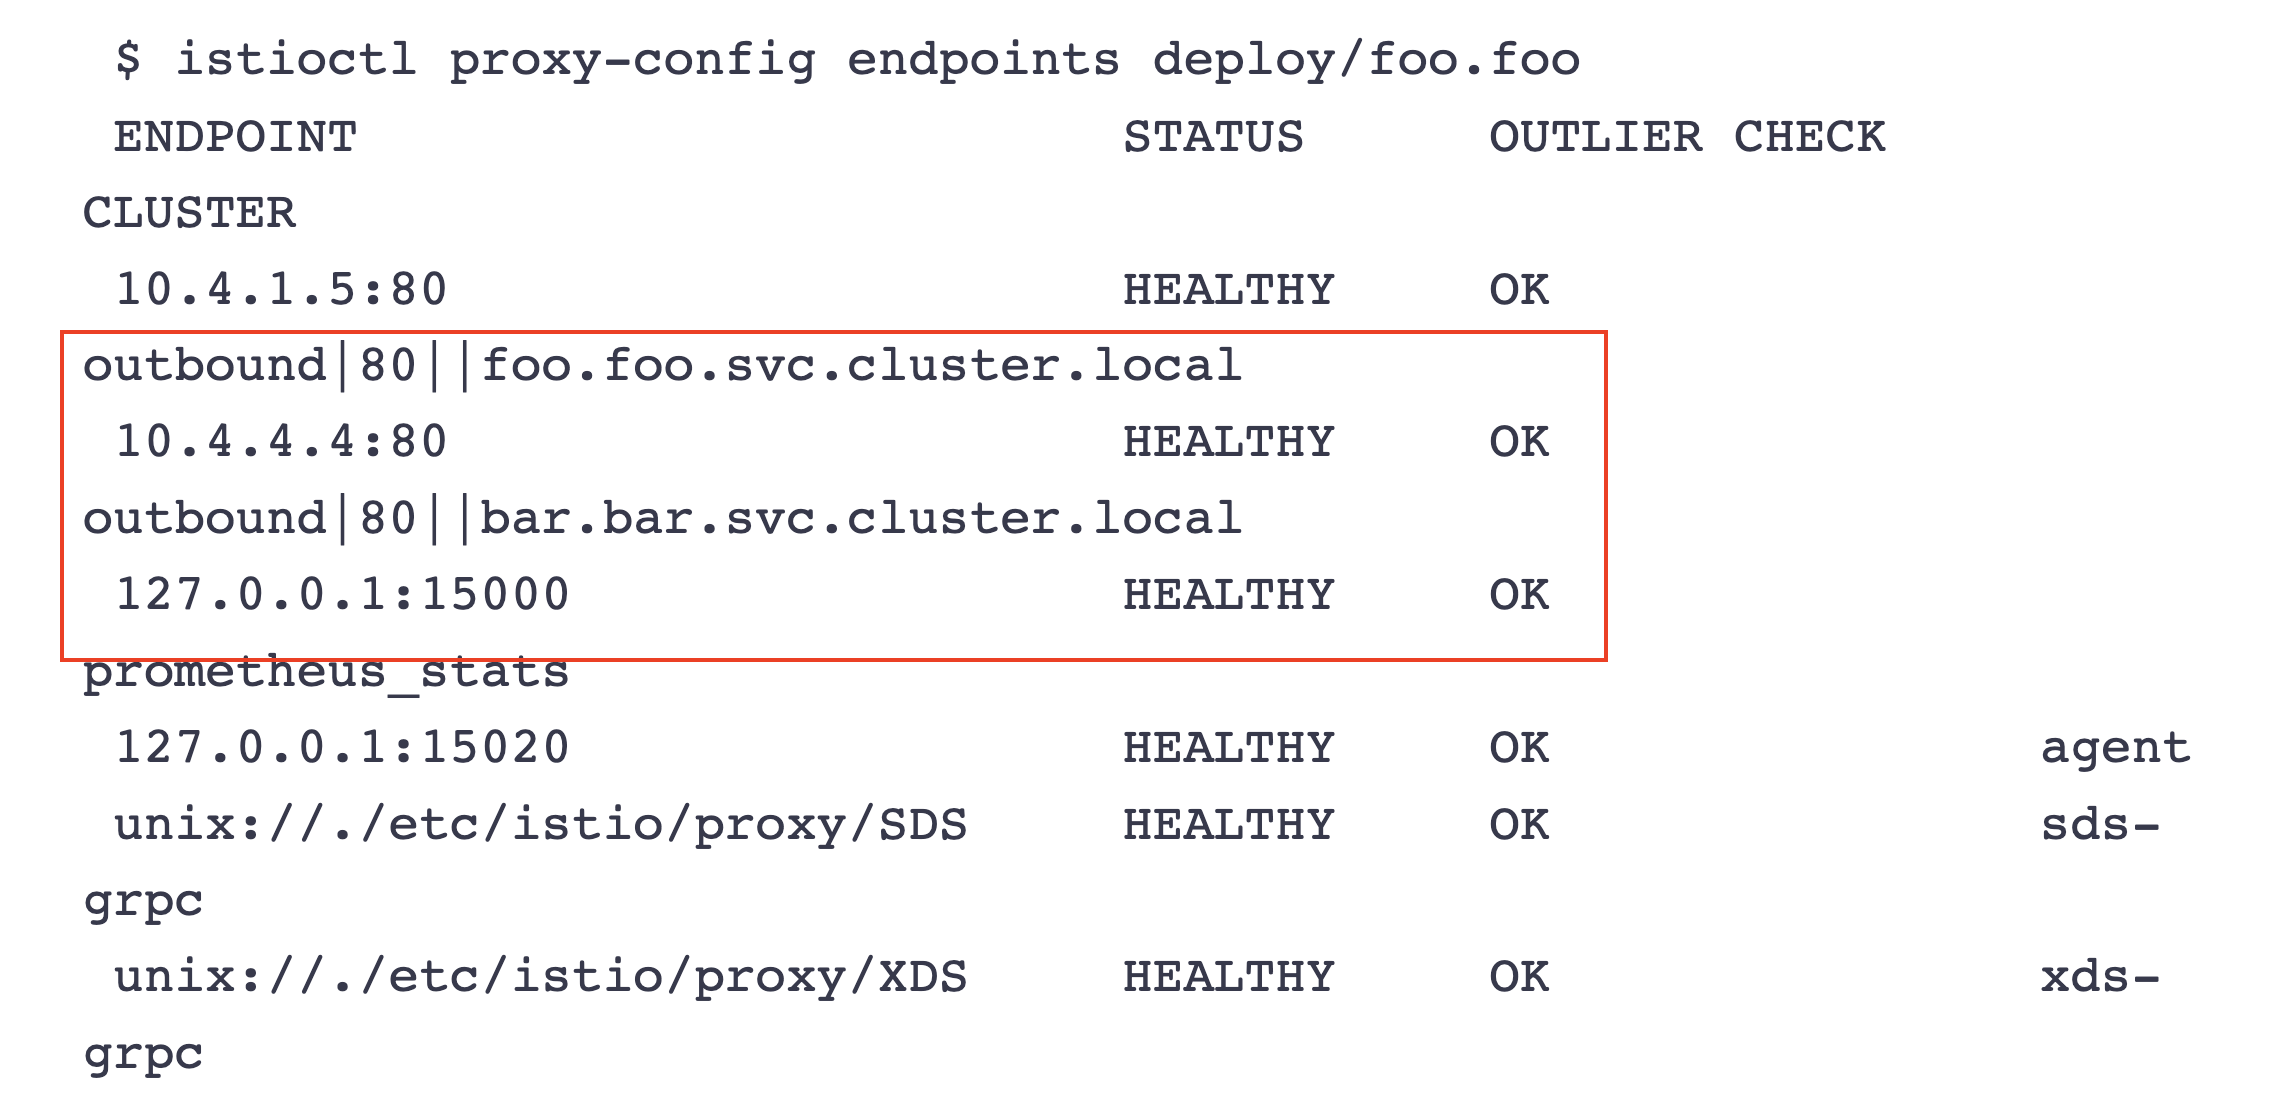 $ istioctl proxy-config endpoints deploy/foo.foo
ENDPOINT STATUS OUTLIER CHECK
CLUSTER
10.4.1.5:80 HEALTHY OK
outbound|80||foo.foo.svc.cluster.local
10.4.4.4:80 HEALTHY OK
outbound|80||bar.bar.svc.cluster.local
127.0.0.1:15000 HEALTHY OK
prometheus_stats
127.0.0.1:15020 HEALTHY OK agent
unix://./etc/istio/proxy/SDS HEALTHY OK sds-
grpc
unix://./etc/istio/proxy/XDS HEALTHY OK xds-
grpc